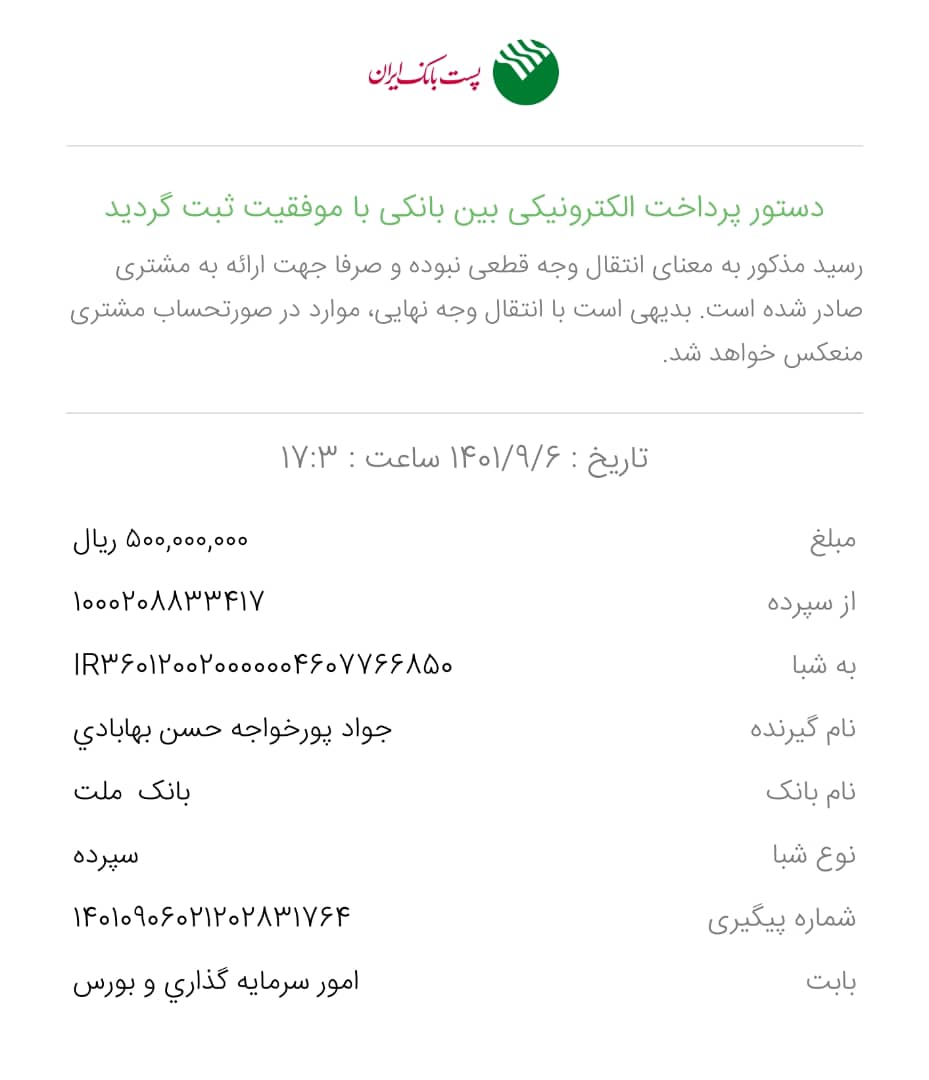 پست بانک ایران
دستور پرداخت الکترونیکی بین بانکی با موفقیت ثبت گردید
رسید مذکور به معنای انتقال وجه قطعی نبوده و صرفا جهت ارائه به مشتری
صادر شده است. بدیهی است با انتقال وجه نهایی، موارد در صورتحساب مشتری
منعکس خواهد شد.
تاریخ : ۱۴۰۱/۹/۶ ساعت : ۱۷:۳
مبلغ ۵۰۰,۰۰۰,۰۰۰ ریال
از سپرده ۱۰۰۰۲۰۸۸۳۳۴۱۷
به شبا IR۳۶۰۱۲۰۰۲۰۰۰۰۰۰۴۶۰۷۷۶۶۸۵۰
نام گیرنده جواد پورخواجه حسن بهابادي
نام بانک بانک ملت
نوع شبا سپرده
شماره پیگیری ۱۴۰۱۰۹۰۶۰۲۱۲۰۲۸۳۱۷۶۴
بابت امور سرمایه گذاري و بورس